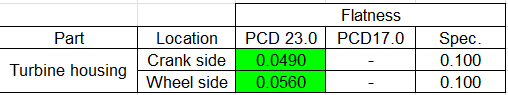 Flatness
Part Location PCD 23.0 PCD17.0 Spec.
Turbine housing
Crank side 0.0490 - 0.100
Wheel side 0.0560 - 0.100